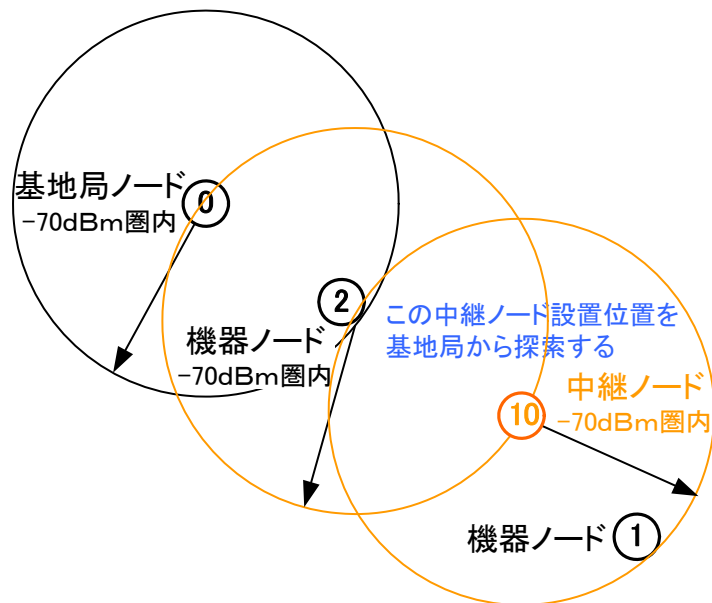 基地局ノード
0
-70dBm圏内
2
機器ノード
-70dBm圏内
この中継ノード設置位置を
基地局から探索する
中継ノード
10
-70dBm圏内
機器ノード
1